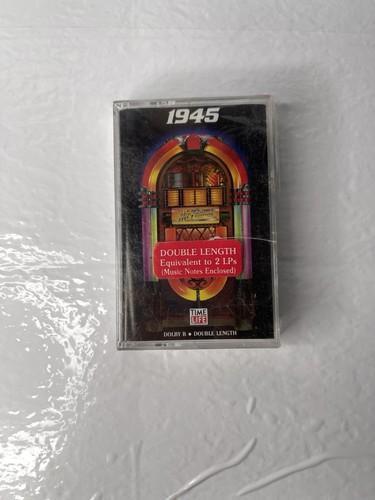 1945
DOUBLE LENGTH
Equivalent to 2 LPs
(Music Notes Enclosed)
TIME
LIFE
DOLBY B ● DOUBLE LENGTH